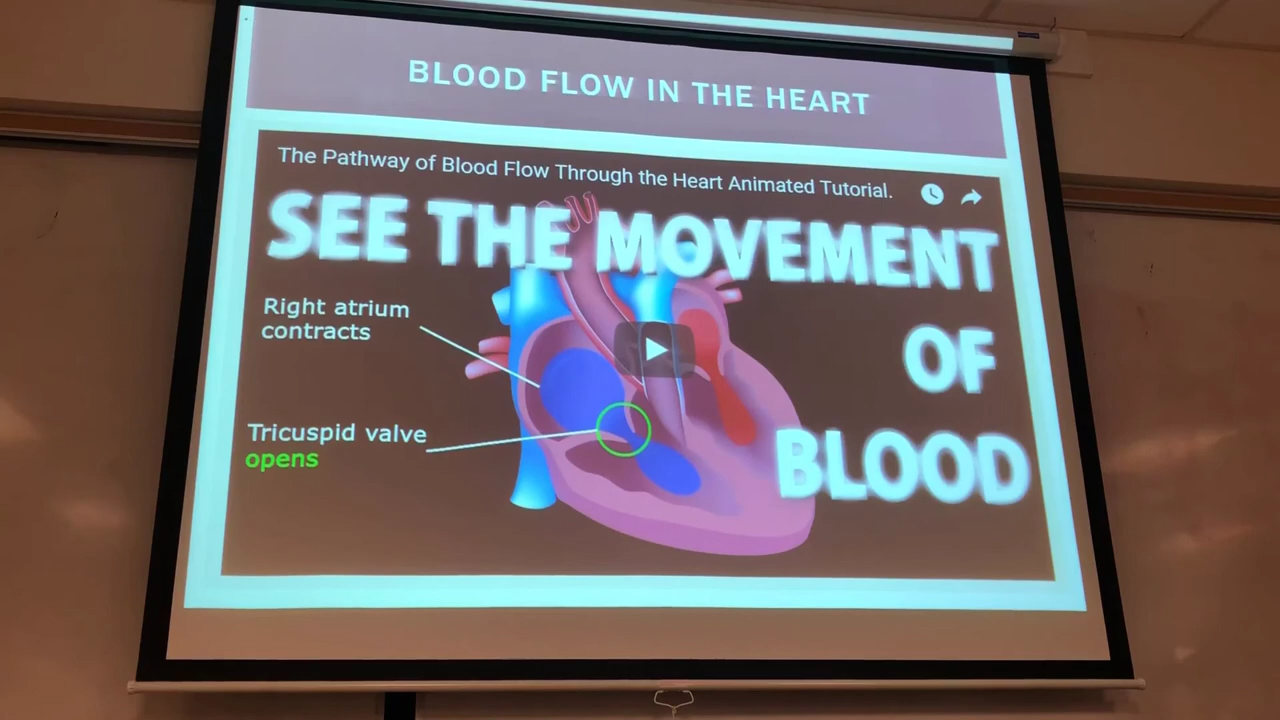 BLOOD FLOW IN THE HEART
The Pathway of Blood Flow Through the Heart Animated Tutorial.
SEE THE MOVEMENT
OF
BLOOD
Right atrium
contracts
Tricuspid valve
opens